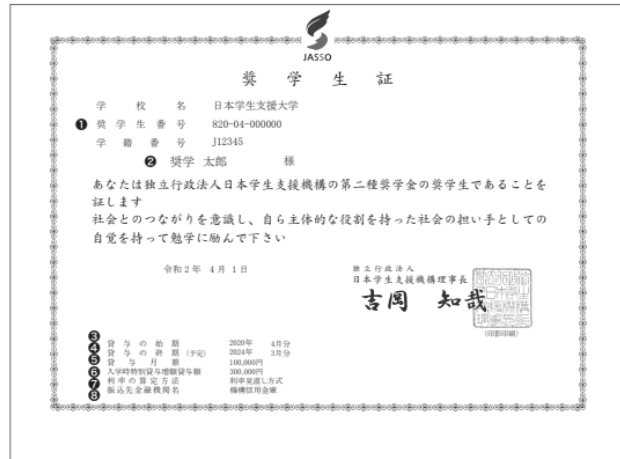 JASSO
奨学生証
学校名 日本学生支援大学
❶ 奨学生番号 820-04-000000
学籍番号 J12345
❷ 奨学 太郎 様
あなたは独立行政法人日本学生支援機構の第二種奨学金の奨学生であることを
証します
社会とのつながりを意識し、自ら主体的な役割を持った社会の担い手としての
自覚を持って勉学に励んで下さい
令和2年 4月1日
独立行政法人
日本学生支援機構理事長
吉岡 知哉
(印影印刷)
❸ 貸与の始期 2020年 4月分
❹ 貸与の終期(予定) 2024年 3月分
❺ 貸与月額 100,000円
❻ 入学時特別貸与増額貸与額 300,000円
❼ 利率の算定方法 利率見直し方式
❽ 振込先金融機関名 機構信用金庫